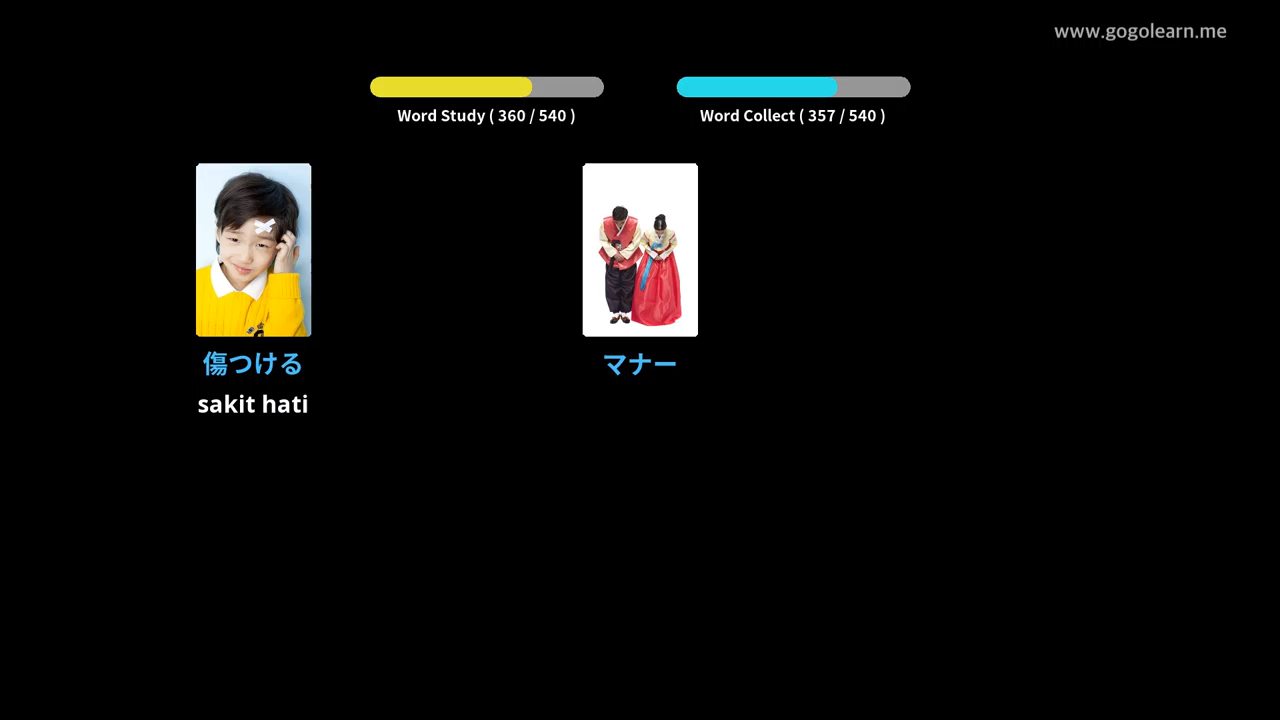 www.gogolearn.me
Word Study ( 360 / 540 )
Word Collect ( 357 / 540 )
傷つける
マナー
sakit hati